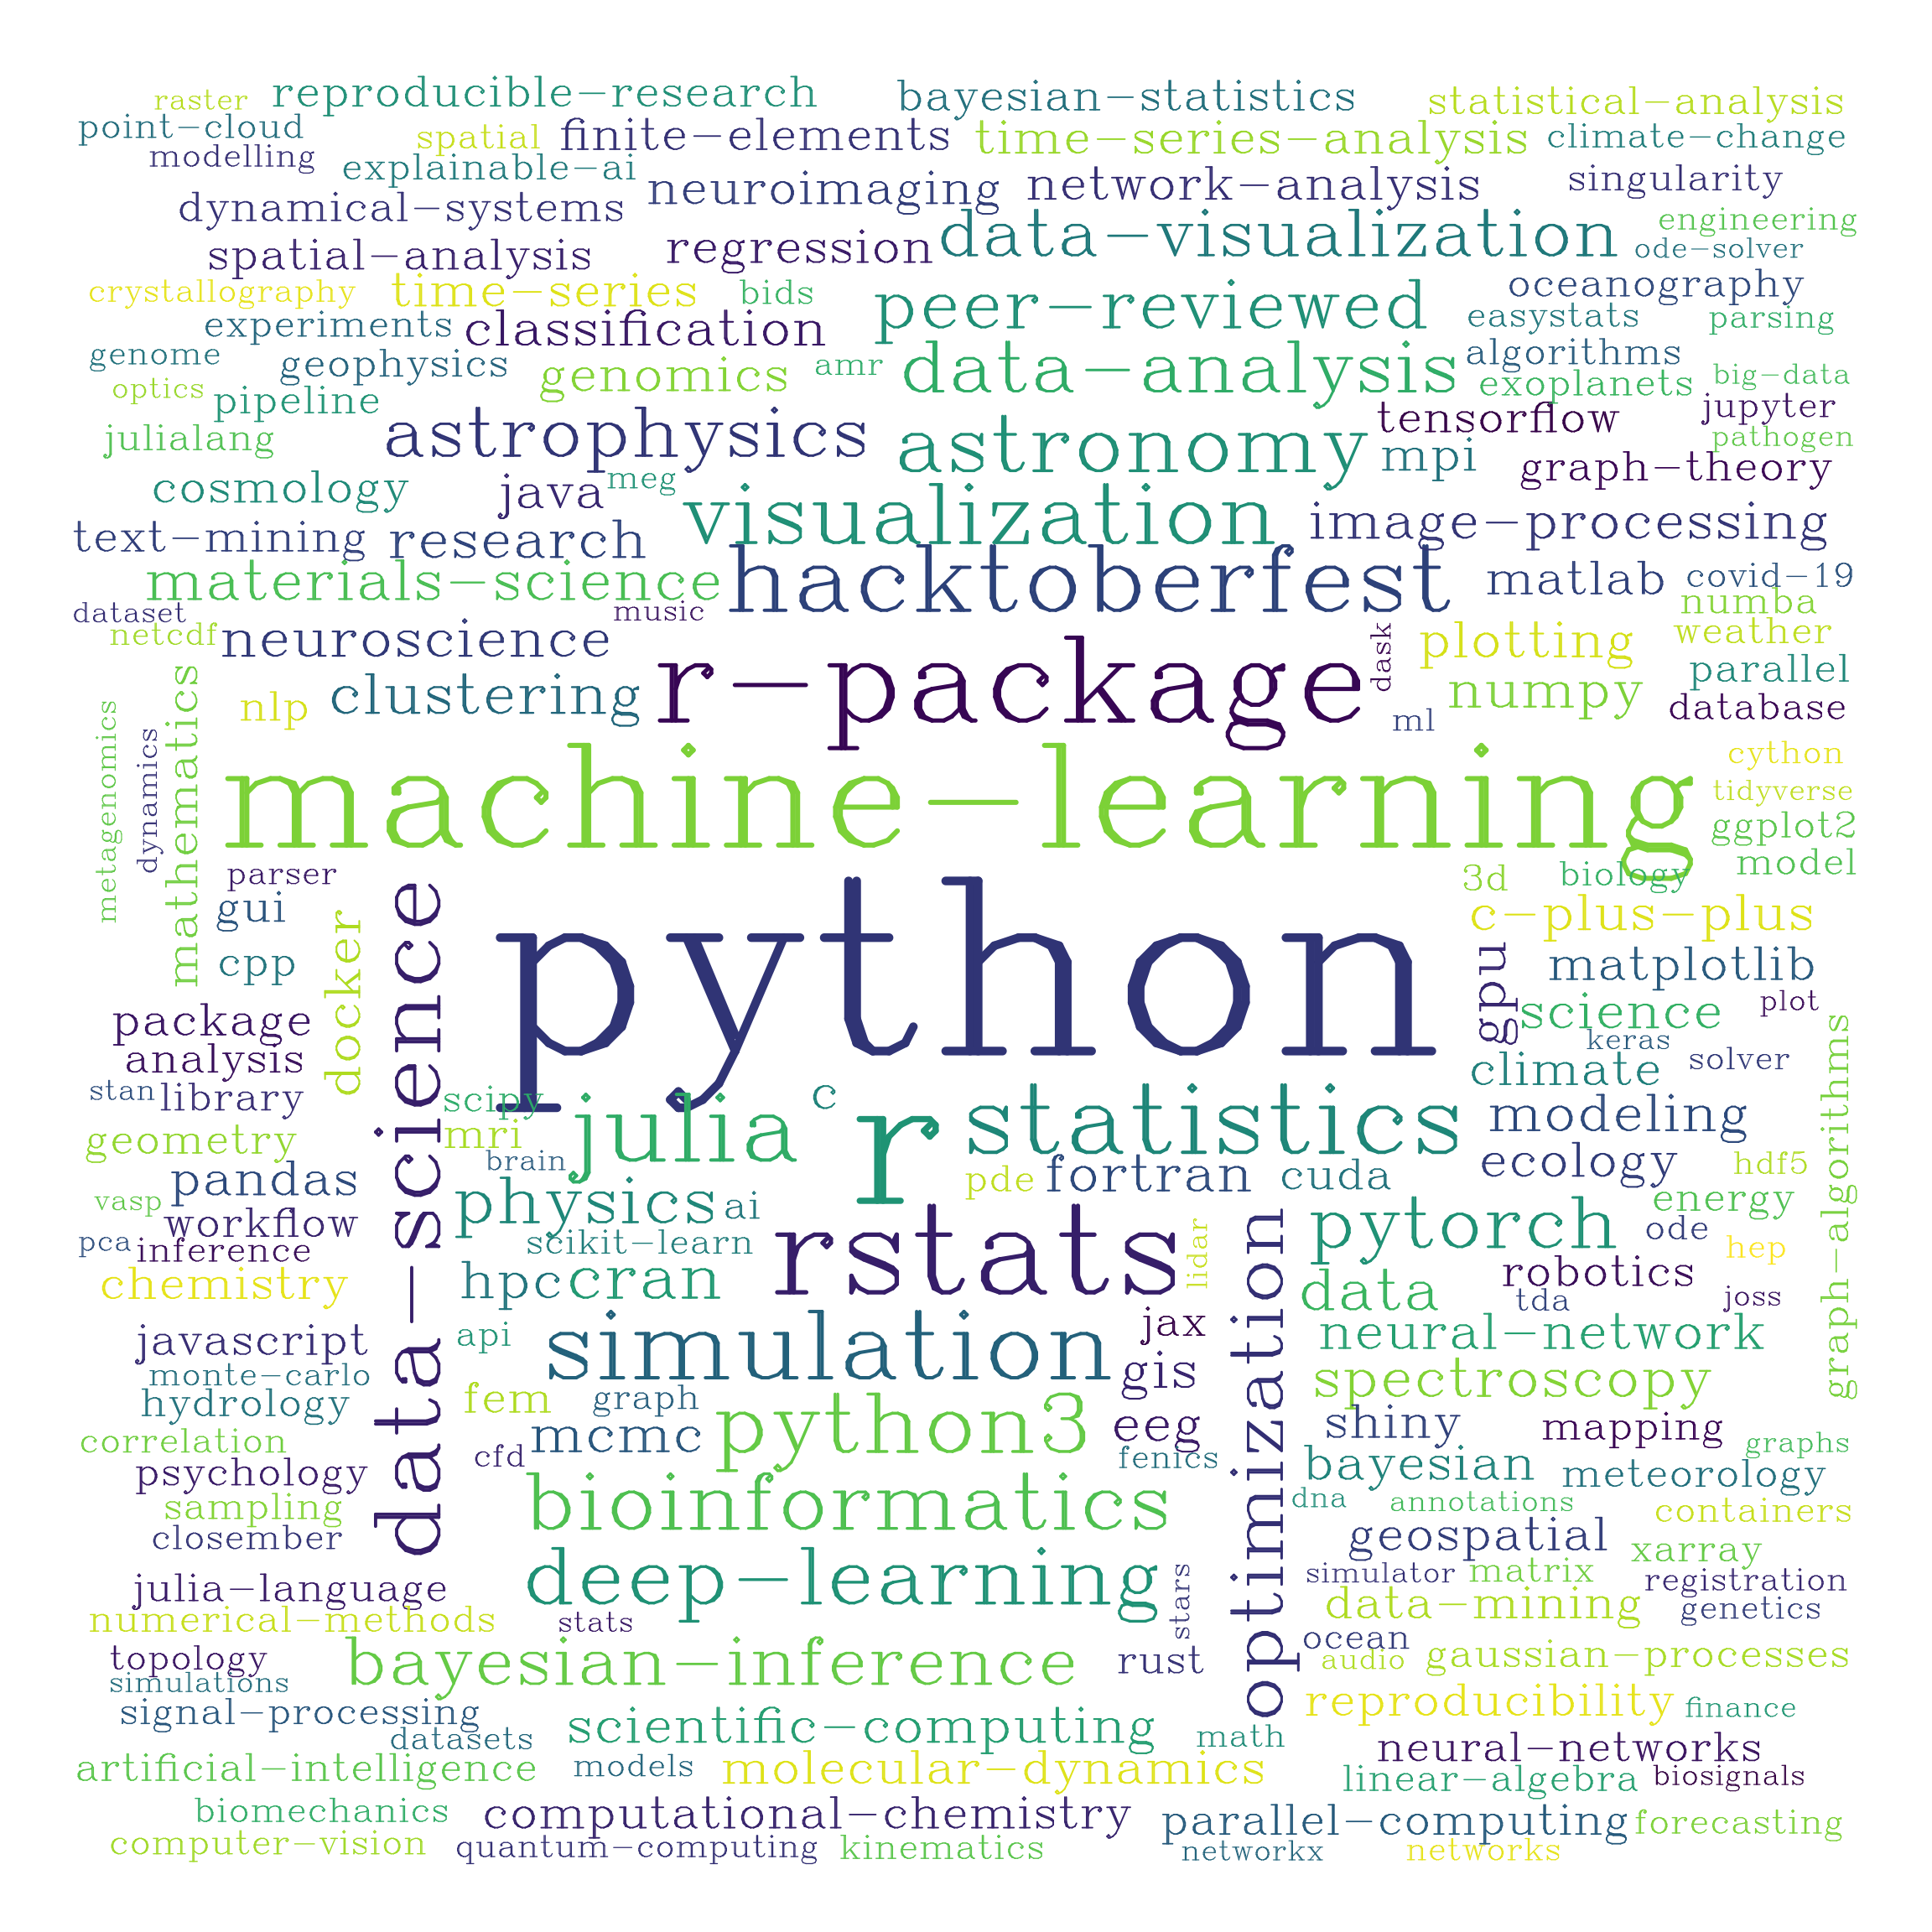 reproducible-research
bayesian-statistics
statistical-analysis
raster
point-cloud
spatial
finite-elements
time-series-analysis
climate-change
modelling
explainable-ai
neuroimaging
network-analysis
singularity
dynamical-systems
data-visualization
engineering
spatial-analysis
regression
ode-solver
crystallography
time-series
bids
peer-reviewed
oceanography
experiments
classification
easystats
parsing
genome
geophysics
genomics
amr
data-analysis
algorithms
optics
pipeline
exoplanets
big-data
julialang
astrophysics
astronomy
tensorflow
jupyter
pathogen
cosmology
java
meg
mpi
graph-theory
text-mining
research
visualization
image-processing
materials-science
hacktoberfest
matlab
covid-19
dataset
music
numba
netcdf
neuroscience
r-package
dask
plotting
weather
parallel
nlp
clustering
ml
numpy
database
metagenomics
dynamics
mathematics
machine-learning
cython
tidyverse
ggplot2
model
parser
3d
biology
gui
docker
data-science
python
c-plus-plus
cpp
gpu
matplotlib
package
science
plot
analysis
keras
solver
stan
library
scipy
julia
c
r
statistics
climate
modeling
graph-algorithms
geometry
mri
brain
pandas
physics
ai
pde
fortran
cuda
ecology
hdf5
vasp
workflow
energy
pca
inference
scikit-learn
rstats
lidar
optimization
pytorch
ode
hep
chemistry
hpc
cran
data
robotics
tda
joss
javascript
api
simulation
jax
neural-network
monte-carlo
gis
spectroscopy
hydrology
fem
graph
python3
eeg
shiny
mapping
correlation
cfd
mcmc
fenics
bayesian
graphs
psychology
meteorology
sampling
bioinformatics
dna
annotations
containers
closember
geospatial
xarray
julia-language
deep-learning
stars
simulator
matrix
registration
numerical-methods
stats
data-mining
genetics
topology
bayesian-inference
rust
ocean
audio
gaussian-processes
simulations
signal-processing
reproducibility
finance
datasets
scientific-computing
math
artificial-intelligence
models
molecular-dynamics
neural-networks
linear-algebra
biosignals
biomechanics
computational-chemistry
parallel-computing
forecasting
computer-vision
quantum-computing
kinematics
networkx
networks